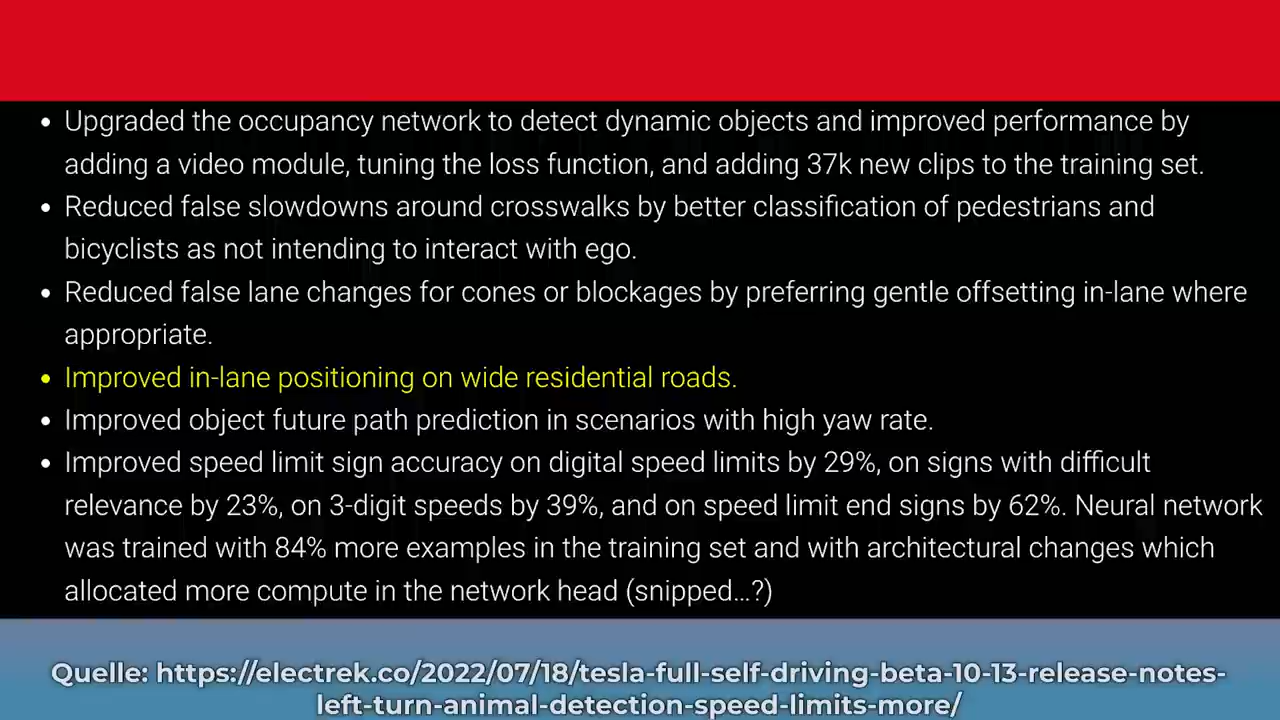 • Upgraded the occupancy network to detect dynamic objects and improved performance by
adding a video module, tuning the loss function, and adding 37k new clips to the training set.
• Reduced false slowdowns around crosswalks by better classification of pedestrians and
bicyclists as not intending to interact with ego.
• Reduced false lane changes for cones or blockages by preferring gentle offsetting in-lane where
appropriate.
• Improved in-lane positioning on wide residential roads.
• Improved object future path prediction in scenarios with high yaw rate.
• Improved speed limit sign accuracy on digital speed limits by 29%, on signs with difficult
relevance by 23%, on 3-digit speeds by 39%, and on speed limit end signs by 62%. Neural network
was trained with 84% more examples in the training set and with architectural changes which
allocated more compute in the network head (snipped...?)
Quelle: https://electrek.co/2022/07/18/tesla-full-self-driving-beta-10-13-release-notes-
left-turn-animal-detection-speed-limits-more/